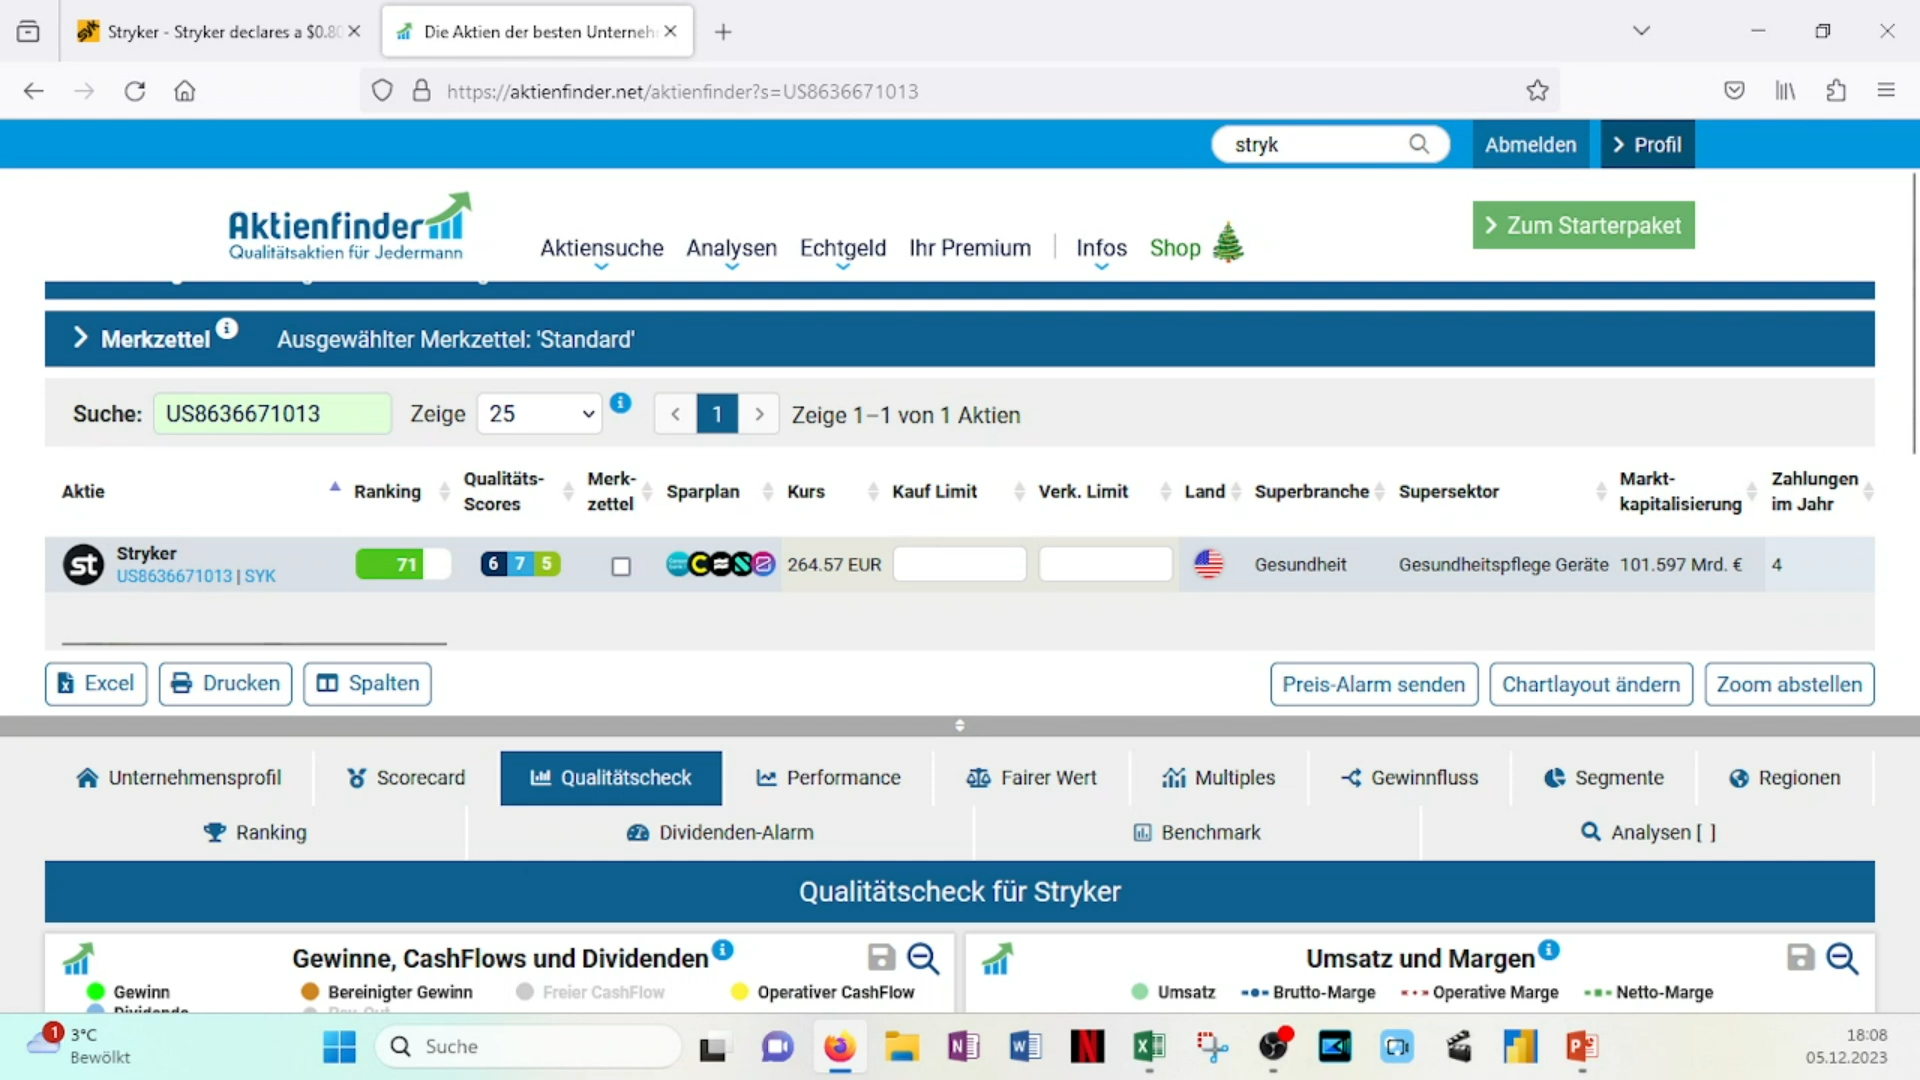 Stryker - Stryker declares a $0.80
Die Aktien der besten Unterneh
https://aktienfinder.net/aktienfinder?s=US8636671013
stryk
Abmelden
Profil
Aktienfinder
Qualitätsaktien für Jedermann
Aktiensuche
Analysen
Echtgeld
Ihr Premium
Infos
Shop
Zum Starterpaket
Merkzettel
Ausgewählter Merkzettel: 'Standard'
Suche: US8636671013
Zeige 25
1
Zeige 1–1 von 1 Aktien
Aktie
Ranking
Qualitäts-
Scores
Merk-
zettel
Sparplan
Kurs
Kauf Limit
Verk. Limit
Land
Superbranche
Supersektor
Markt-
kapitalisierung
Zahlungen
im Jahr
st
Stryker
US8636671013 | SYK
71
6 7 5
264.57 EUR
Gesundheit
Gesundheitspflege Geräte
101.597 Mrd. €
4
Excel
Drucken
Spalten
Preis-Alarm senden
Chartlayout ändern
Zoom abstellen
Unternehmensprofil
Scorecard
Qualitätscheck
Performance
Fairer Wert
Multiples
Gewinnfluss
Segmente
Regionen
Ranking
Dividenden-Alarm
Benchmark
Analysen [ ]
Qualitätscheck für Stryker
Gewinne, CashFlows und Dividenden
Gewinn
Bereinigter Gewinn
Freier CashFlow
Operativer CashFlow
Dividende
Pay-Out
Umsatz und Margen
Umsatz
Brutto-Marge
Operative Marge
Netto-Marge
1
3°C
Bewölkt
Suche
18:08
05.12.2023